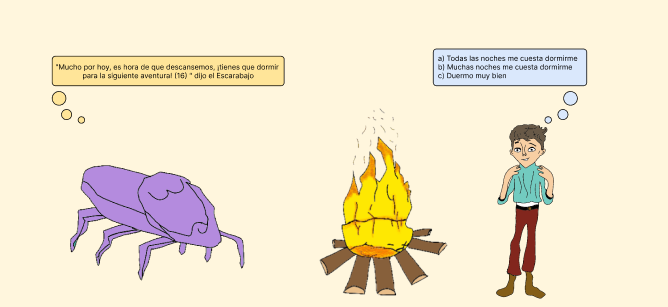 "Mucho por hoy, es hora de que descansemos, ¡tienes que dormir
para la siguiente aventura! (16) " dijo el Escarabajo
a) Todas las noches me cuesta dormirme
b) Muchas noches me cuesta dormirme
c) Duermo muy bien